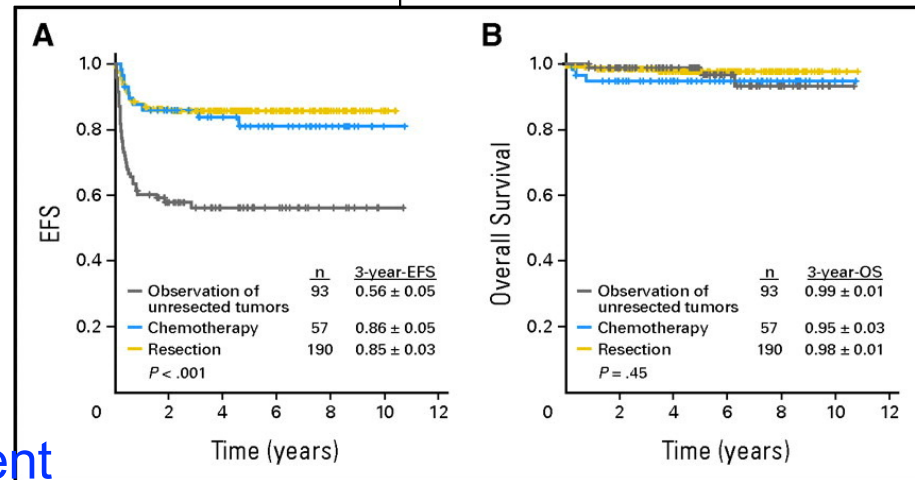 A
1.0
0.8
0.6
0.4
0.2
0
2
4
6
8
10
12
EFS
Time (years)
n 3-year-EFS
Observation of 93 0.56 ± 0.05
unresected tumors
Chemotherapy 57 0.86 ± 0.05
Resection 190 0.85 ± 0.03
P < .001
B
1.0
0.8
0.6
0.4
0.2
0
2
4
6
8
10
12
Overall Survival
Time (years)
n 3-year-OS
Observation of 93 0.99 ± 0.01
unresected tumors
Chemotherapy 57 0.95 ± 0.03
Resection 190 0.98 ± 0.01
P = .45
ent